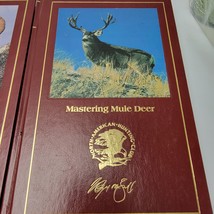 Mastering Mule Deer
NORTH AMERICAN HUNTING CLUB